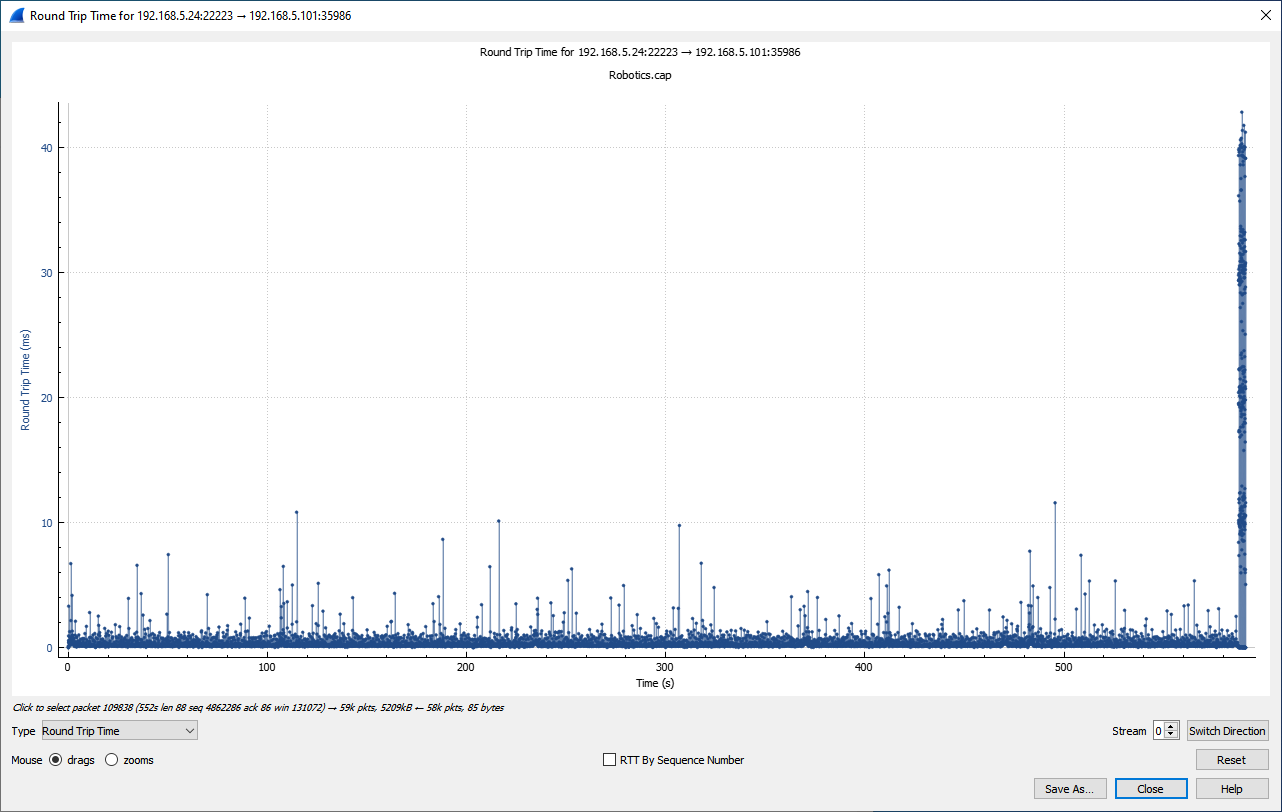 Round Trip Time for 192.168.5.24:22223 → 192.168.5.101:35986
Round Trip Time for 192.168.5.24:22223 → 192.168.5.101:35986
Robotics.cap
Round Trip Time (ms)
40
30
20
10
0
0 100 200 300 400 500
Time (s)
Click to select packet 109838 (552s len 88 seq 4862286 ack 86 win 131072) → 59k pkts, 5209kB ← 58k pkts, 85 bytes
Type Round Trip Time Stream 0 Switch Direction
Mouse drags zooms RTT By Sequence Number Reset
Save As... Close Help